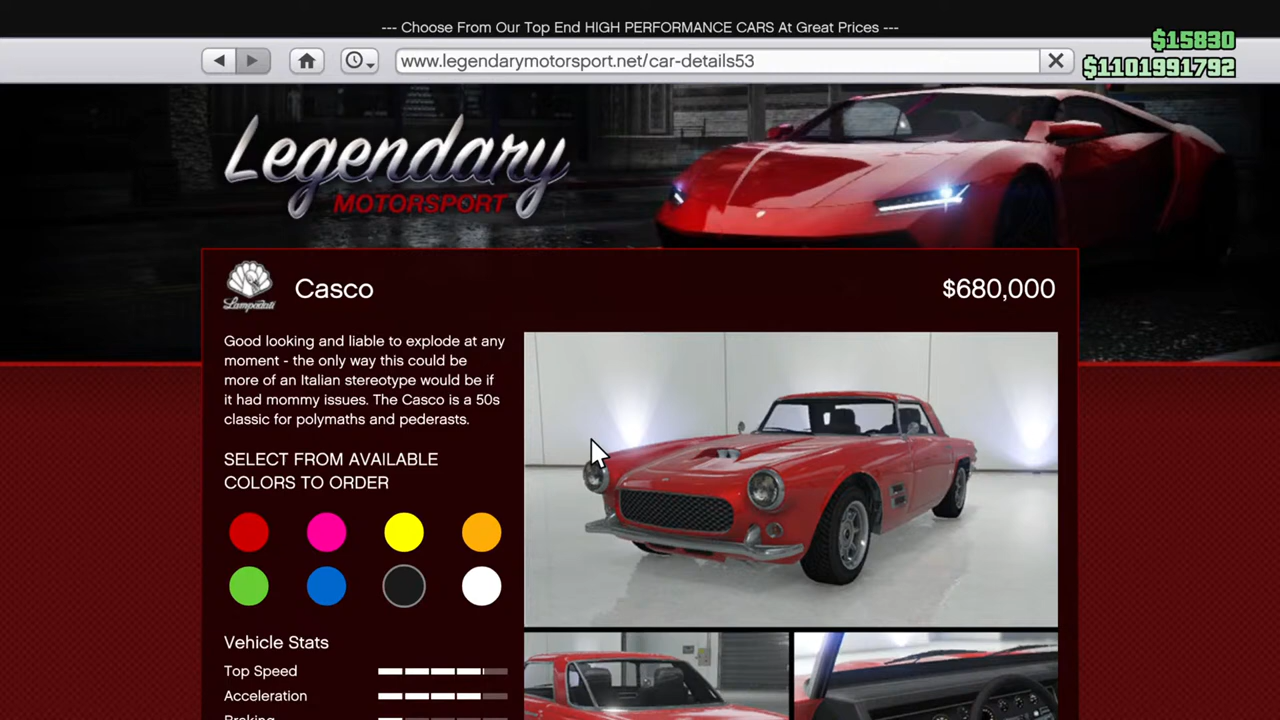 --- Choose From Our Top End HIGH PERFORMANCE CARS At Great Prices ---
$15830
www.legendarymotorsport.net/car-details53
$1101991792
Legendary
MOTORSPORT
Lampadati
Casco
$680,000
Good looking and liable to explode at any
moment - the only way this could be
more of an Italian stereotype would be if
it had mommy issues. The Casco is a 50s
classic for polymaths and pederasts.
SELECT FROM AVAILABLE
COLORS TO ORDER
Vehicle Stats
Top Speed
Acceleration
Braking